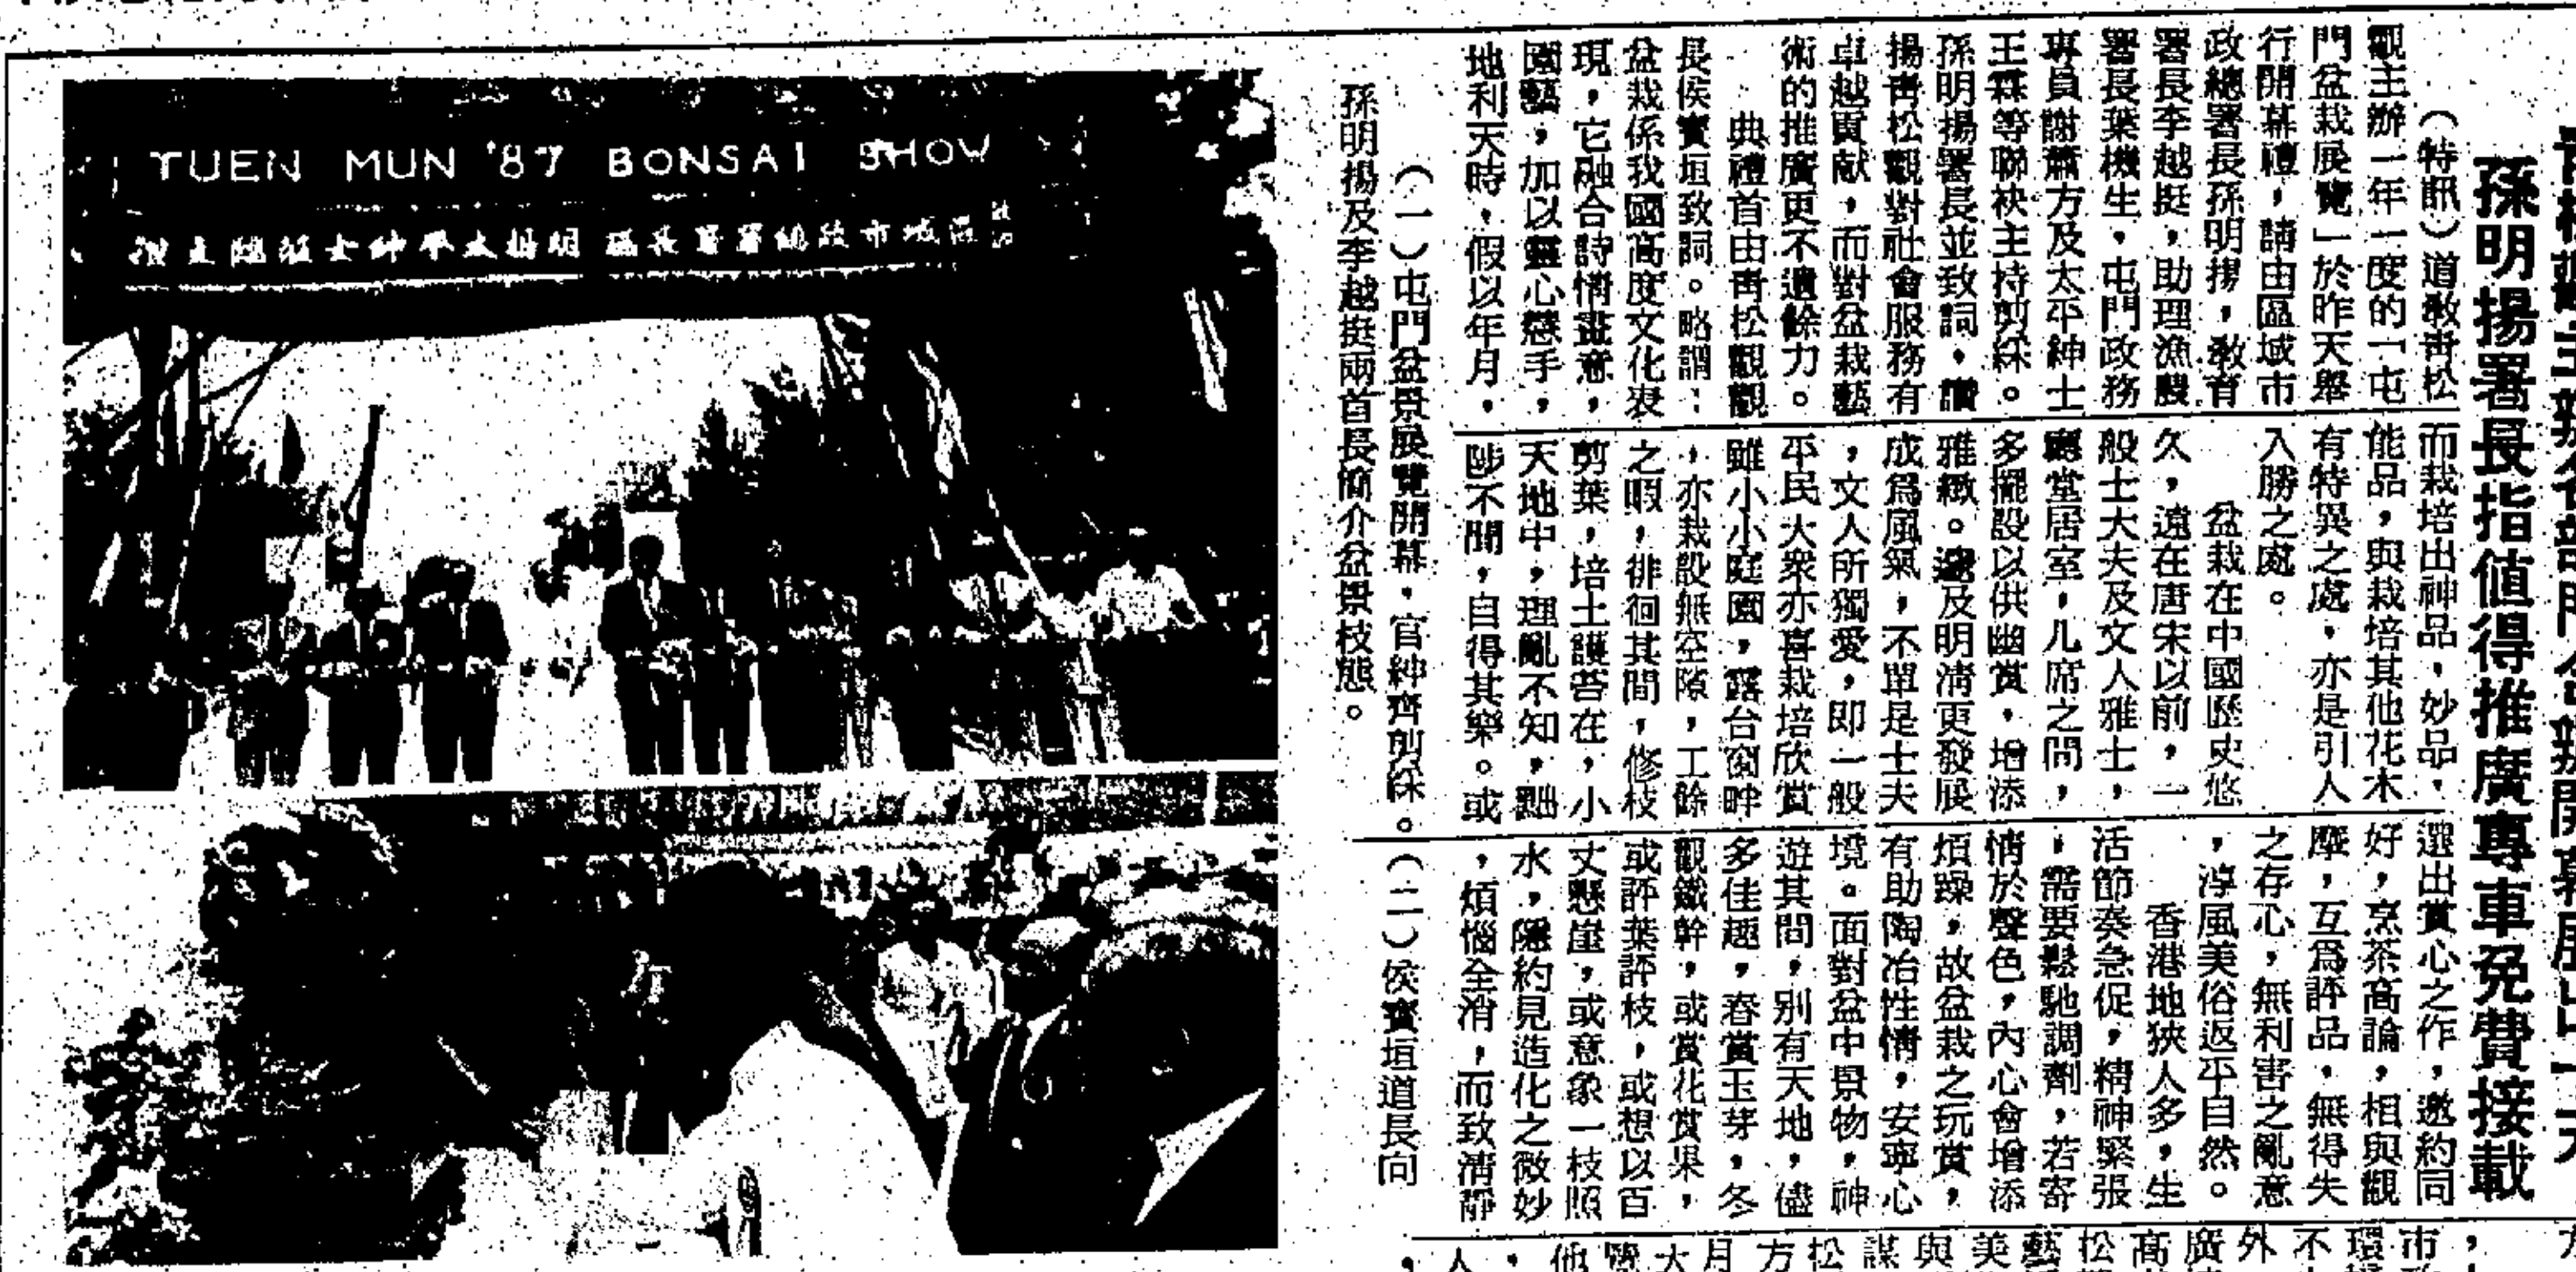 孫明揚署長指值得推廣專車免費接載
（特訊）道教青松
觀主辦一年一度的「屯
門盆栽展覽」於昨天舉
行開幕禮，請由區域市
政總署長孫明揚，教育
署長李越挺，助理漁農
署長葉機生，屯門政務
專員謝蕭方及太平紳士
王霖等聯袂主持剪綵。
孫明揚署長並致詞，讚
揚青松觀對社會服務有
卓越貢献，而對盆栽藝
術的推廣更不遺餘力。
典禮首由青松觀觀
長侯寶垣致詞。略謂：
盆栽係我國高度文化表
現，它融合詩情畫意，
園藝，加以靈心慧手，
地利天時，假以年月，
而栽培出神品，妙品，
能品，與栽培其他花木
有特異之處，亦是引人
入勝之處。
盆栽在中國歷史悠
久，遠在唐宋以前，一
般士大夫及文人雅士，
廳堂居室，几席之間，
多擺設以供幽賞，增添
雅緻。逮及明清更發展
成爲風氣，不單是士夫
，文人所獨愛，即一般
平民大衆亦喜栽培欣賞
雖小小庭園，露台窗畔
，亦栽設無空隙，工餘
之暇，徘徊其間，修枝
剪葉，培土護苔在，小
天地中，理亂不知，黜
陟不聞，自得其樂。或
選出賞心之作，邀約同
好，烹茶高論，相與觀
摩，互爲評品，無得失
之存心，無利害之亂意
，淳風美俗返平自然。
香港地狹人多，生
活節奏急促，精神緊張
，需要鬆馳調劑，若寄
情於聲色，內心會增添
煩躁，故盆栽之玩賞，
有助陶冶性情，安寧心
境。面對盆中景物，神
遊其間，別有天地，儘
多佳趣，春賞玉芽，冬
觀鐵幹，或賞花賞果，
或評葉評枝，或想以百
丈懸崖，或意象一枝照
水，隱約見造化之微妙
，煩惱全消，而致清靜
（一）屯門盆景展覽開幕，官紳齊剪綵。（二）侯寶垣道長向
孫明揚及李越挺兩首長簡介盆景枝態。
TUEN MUN '87 BONSAI SHOW